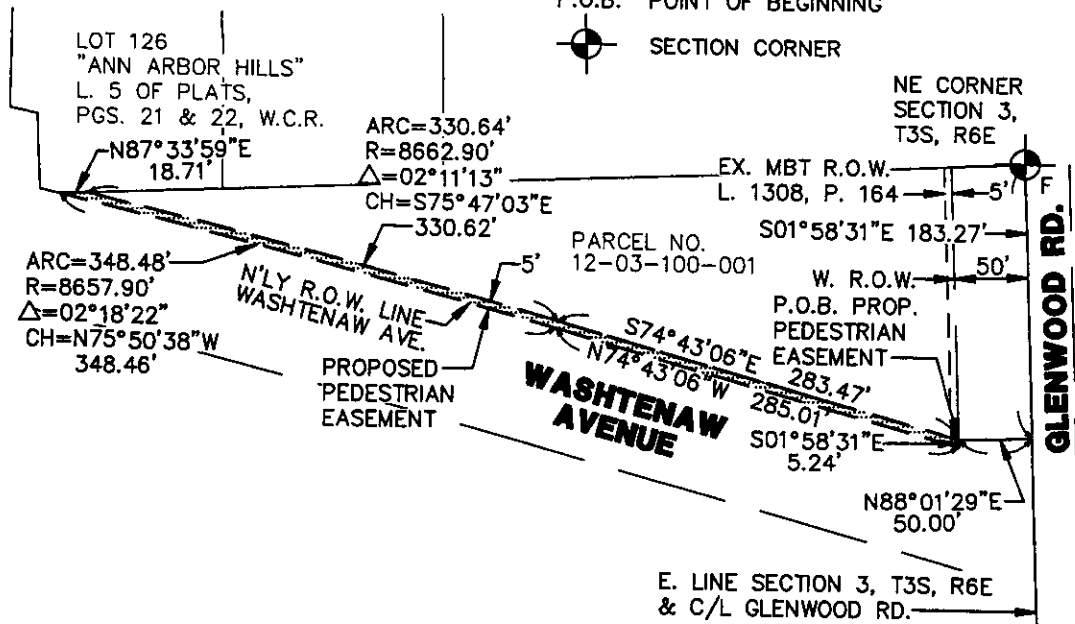 P.O.B. POINT OF BEGINNING
SECTION CORNER
LOT 126
"ANN ARBOR HILLS"
L. 5 OF PLATS,
PGS. 21 & 22, W.C.R.
N87°33'59"E
18.71'
ARC=330.64'
R=8662.90'
△=02°11'13"
CH=S75°47'03"E
330.62'
NE CORNER
SECTION 3,
T3S, R6E
F
EX. MBT R.O.W.
L. 1308, P. 164
5'
S01°58'31"E 183.27'
W. R.O.W.
50'
P.O.B. PROP.
PEDESTRIAN
EASEMENT
GLENWOOD RD.
PARCEL NO.
12-03-100-001
5'
ARC=348.48'
R=8657.90'
△=02°18'22"
CH=N75°50'38"W
348.46'
N'LY R.O.W. LINE
WASHTENAW AVE.
PROPOSED
PEDESTRIAN
EASEMENT
S74°43'06"E
283.47'
N74°43'06"W
285.01'
WASHTENAW
AVENUE
S01°58'31"E
5.24'
N88°01'29"E
50.00'
E. LINE SECTION 3, T3S, R6E
& C/L GLENWOOD RD.